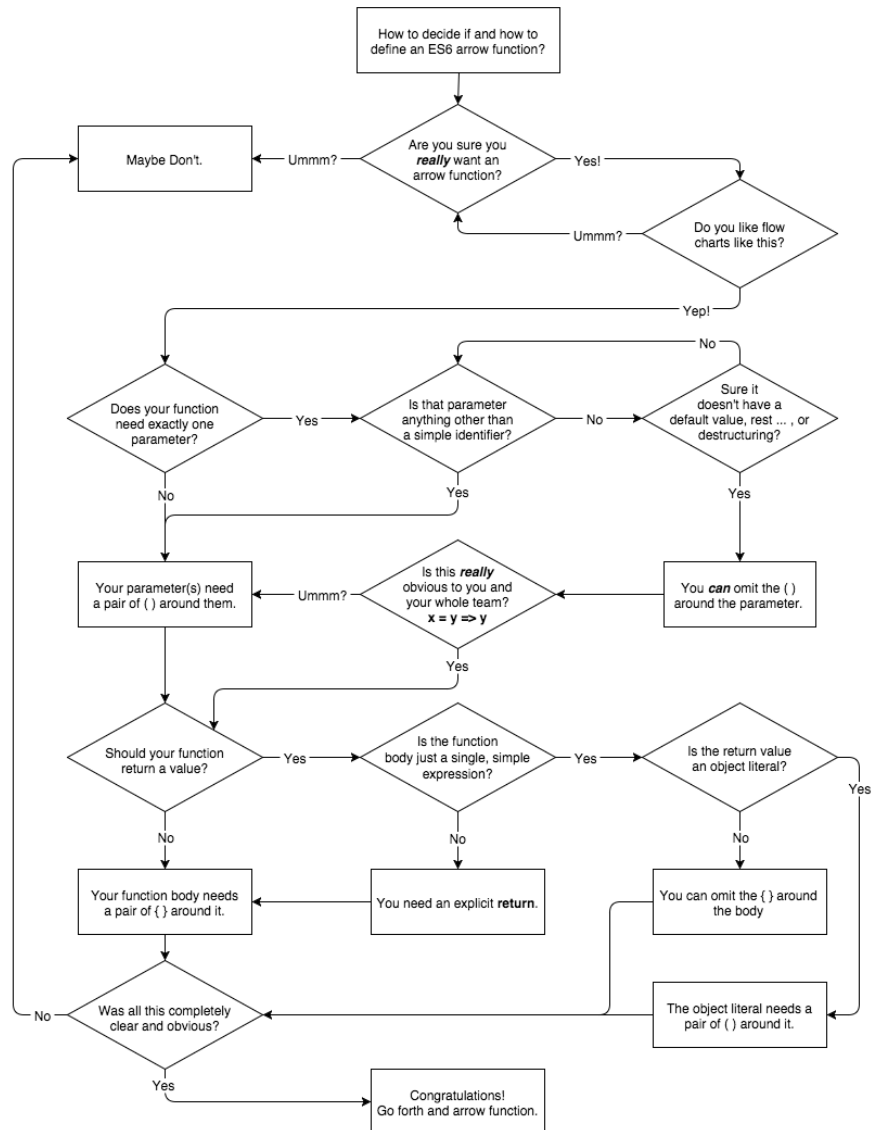 How to decide if and how to
define an ES6 arrow function?
Are you sure you
really want an
arrow function?
Ummm?
Maybe Don't.
Yes!
Do you like flow
charts like this?
Ummm?
Yep!
No
Does your function
need exactly one
parameter?
Yes
Is that parameter
anything other than
a simple identifier?
No
Sure it
doesn't have a
default value, rest ... , or
destructuring?
No
Yes
Yes
Your parameter(s) need
a pair of ( ) around them.
Ummm?
Is this really
obvious to you and
your whole team?
x = y => y
You can omit the ( )
around the parameter.
Yes
Should your function
return a value?
Yes
Is the function
body just a single, simple
expression?
Yes
Is the return value
an object literal?
Yes
No
No
No
Your function body needs
a pair of { } around it.
You need an explicit return.
You can omit the { } around
the body
No
Was all this completely
clear and obvious?
The object literal needs a
pair of ( ) around it.
Yes
Congratulations!
Go forth and arrow function.